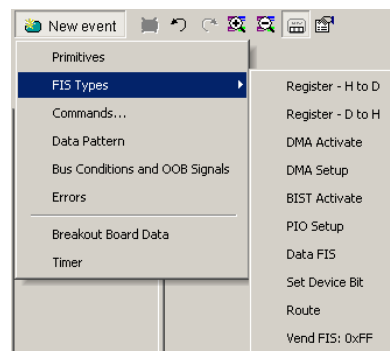 New event
Primitives
FIS Types
Commands...
Data Pattern
Bus Conditions and OOB Signals
Errors
Breakout Board Data
Timer
Register - H to D
Register - D to H
DMA Activate
DMA Setup
BIST Activate
PIO Setup
Data FIS
Set Device Bit
Route
Vend FIS: 0xFF